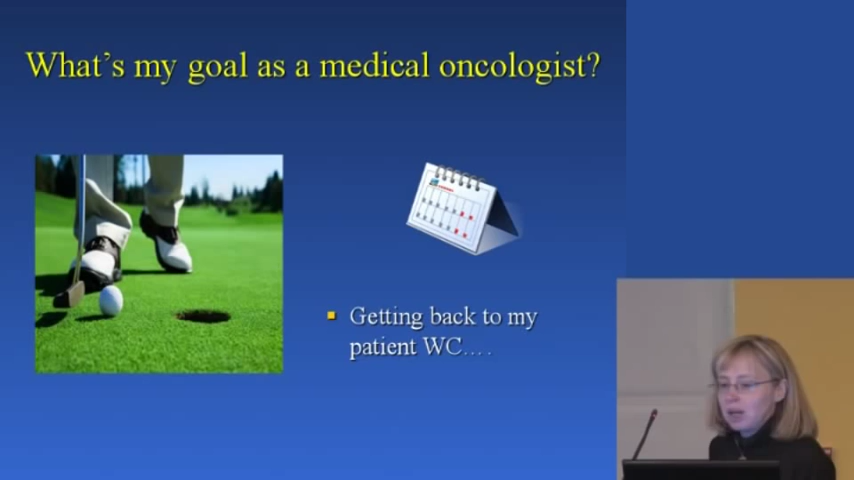 What's my goal as a medical oncologist?
Getting back to my
patient WC....